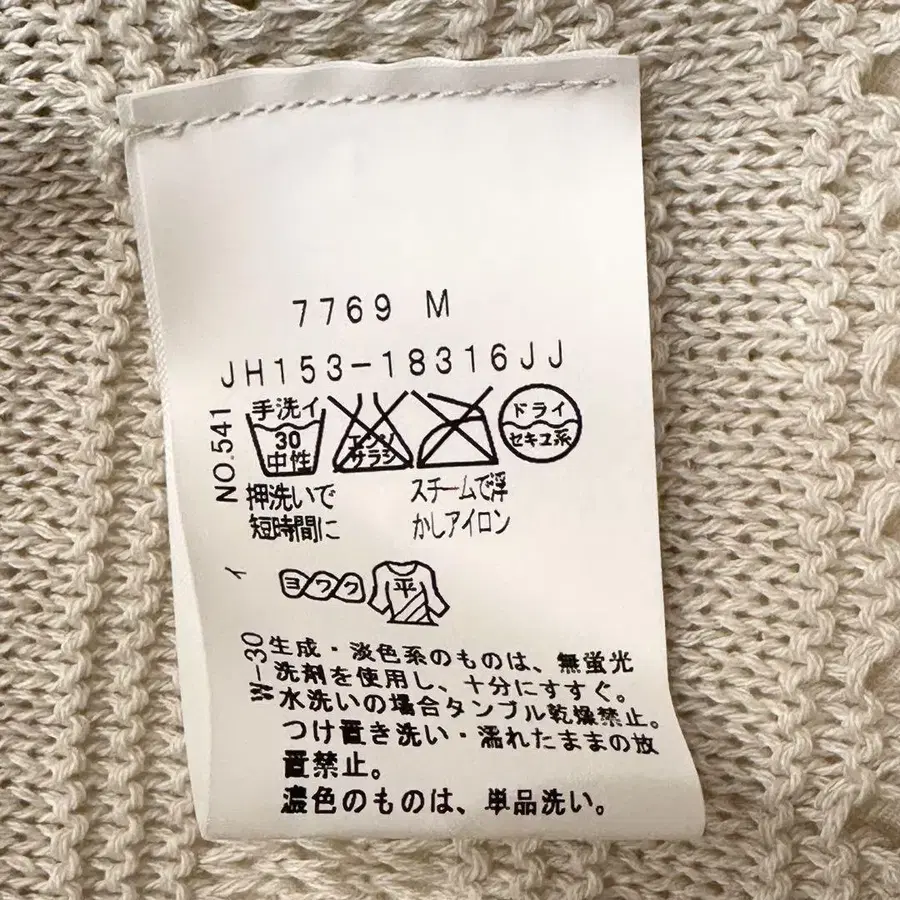 7769 M
JH153-18316JJ
NO.541
手洗イ
30
中性
エンソ
サラシ
ドライ
セキユ系
押洗いで
短時間に
スチームで浮
かしアイロン
イ
ヨワク
平
W-30
生成・淡色系のものは、無蛍光
洗剤を使用し、十分にすすぐ。
水洗いの場合タンブル乾燥禁止。
つけ置き洗い・濡れたままの放
置禁止。
濃色のものは、単品洗い。